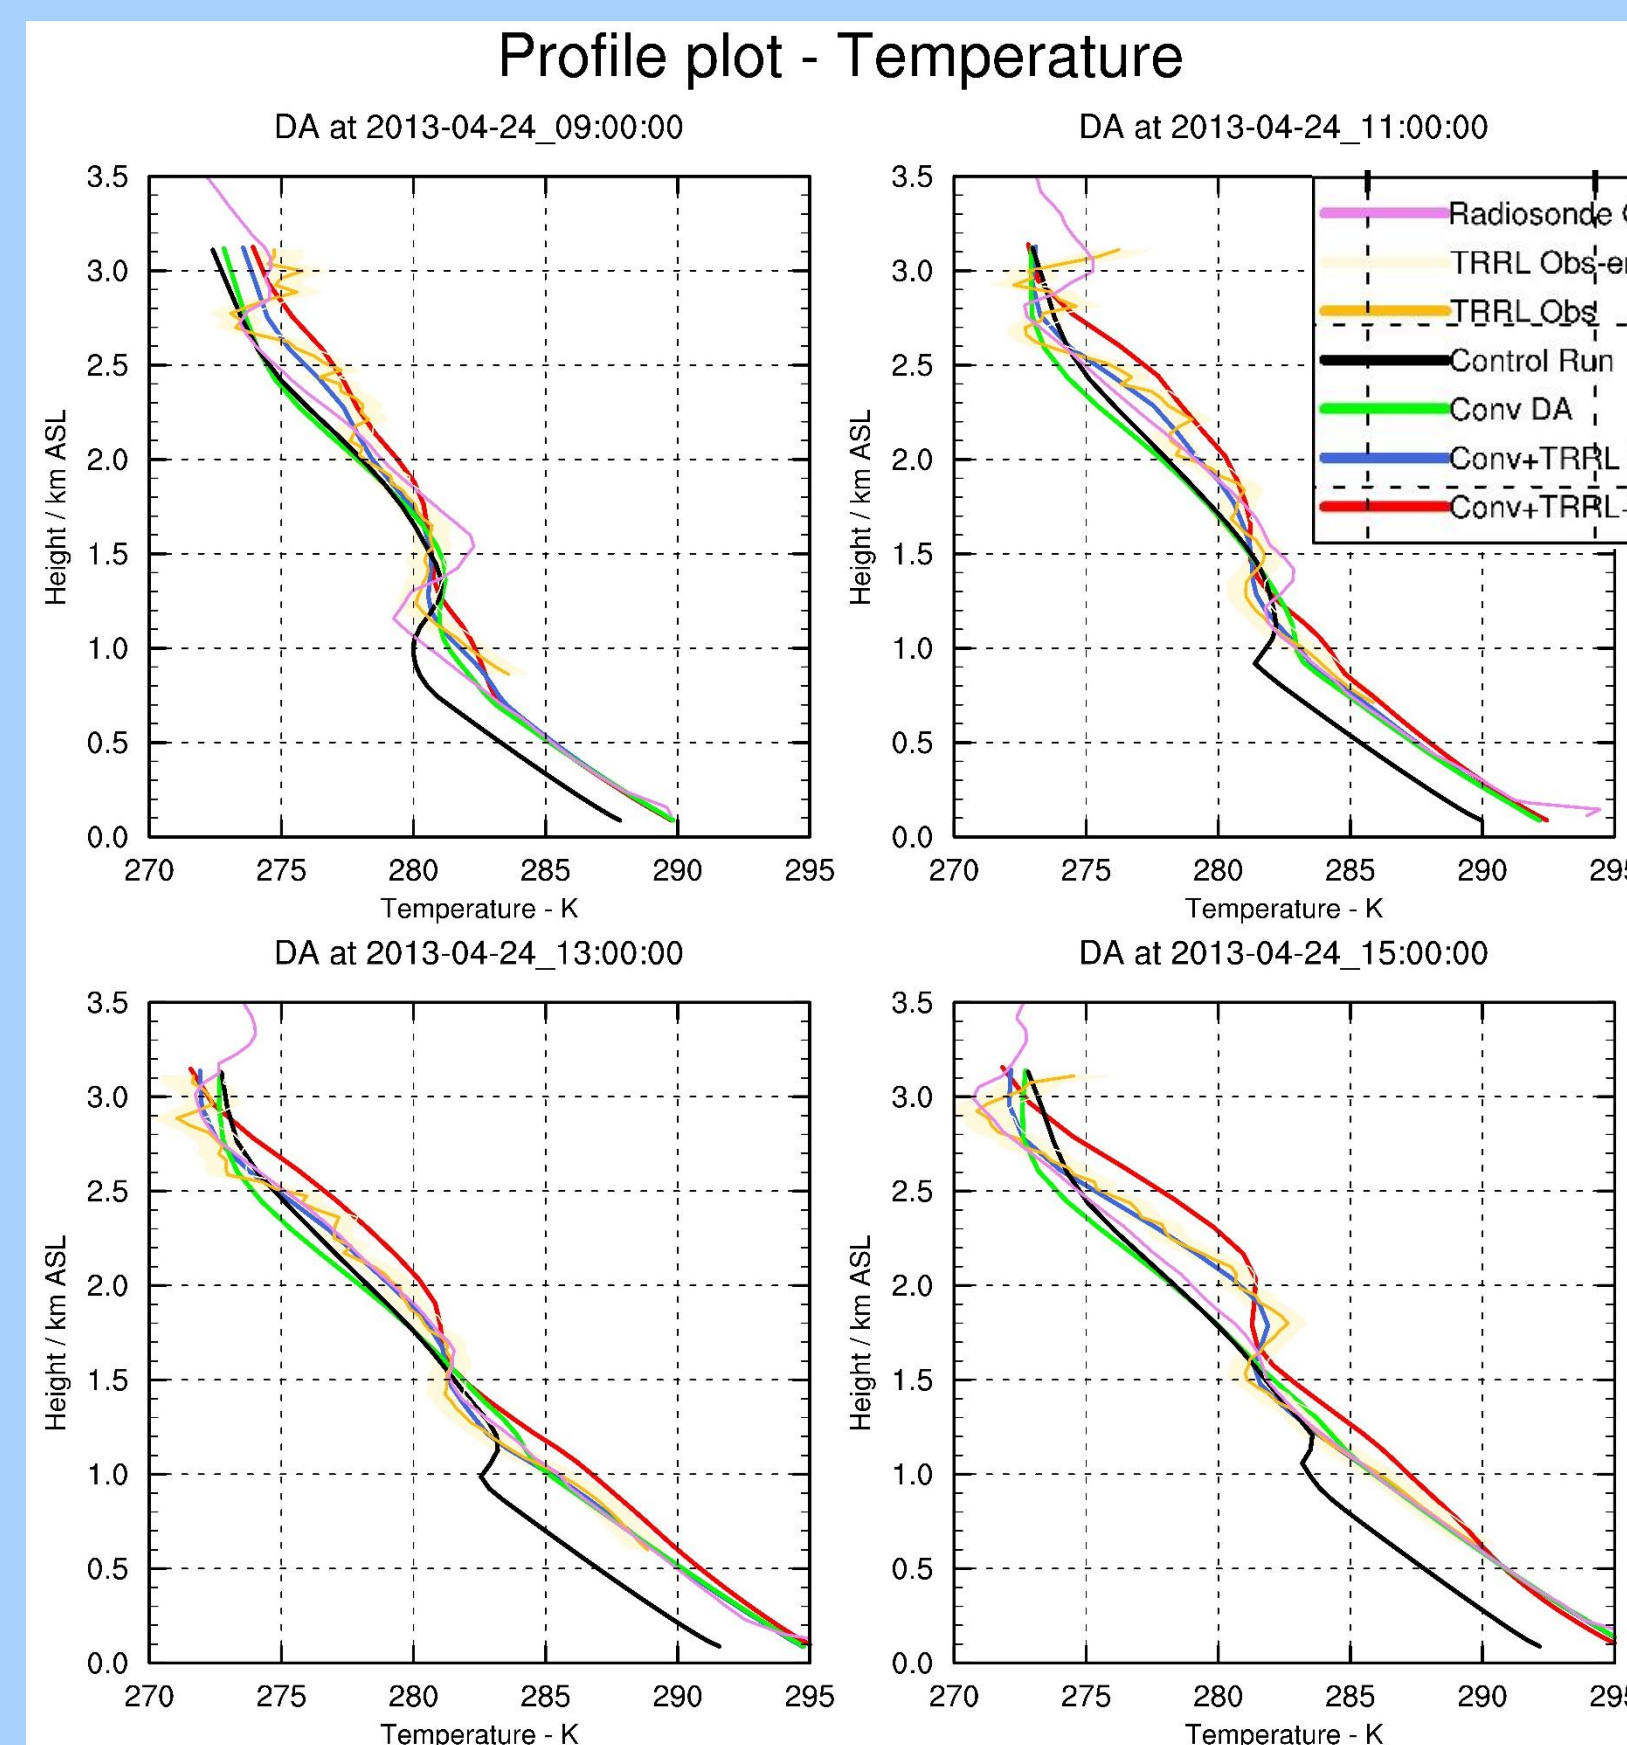 Profile plot - Temperature
DA at 2013-04-24_09:00:00
3.5
3.0
2.5
2.0
1.5
1.0
0.5
0.0
Height / km ASL
270 275 280 285 290 295
Temperature - K
DA at 2013-04-24_11:00:00
3.5
3.0
2.5
2.0
1.5
1.0
0.5
0.0
Height / km ASL
Radiosonde
TRRL Obs-er
TRRL Obs
Control Run
Conv DA
Conv+TRRL
Conv+TRRL-
270 275 280 285 290 295
Temperature - K
DA at 2013-04-24_13:00:00
3.5
3.0
2.5
2.0
1.5
1.0
0.5
0.0
Height / km ASL
270 275 280 285 290 295
Temperature - K
DA at 2013-04-24_15:00:00
3.5
3.0
2.5
2.0
1.5
1.0
0.5
0.0
Height / km ASL
270 275 280 285 290 295
Temperature - K